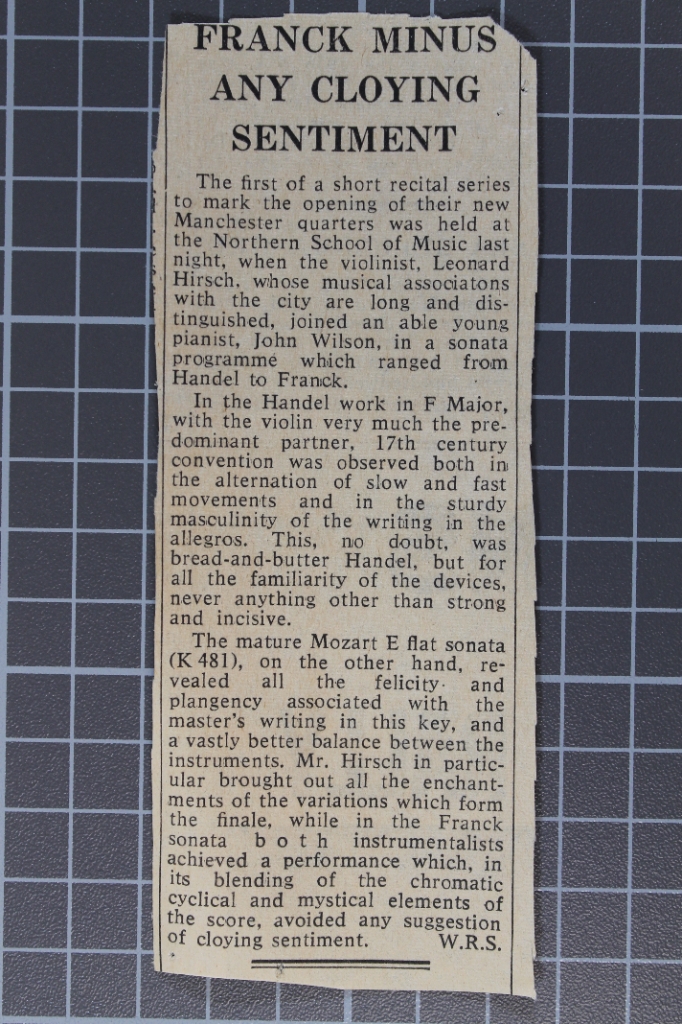 FRANCK MINUS
ANY CLOYING
SENTIMENT
The first of a short recital series
to mark the opening of their new
Manchester quarters was held at
the Northern School of Music last
night, when the violinist, Leonard
Hirsch, whose musical associatons
with the city are long and dis-
tinguished, joined an able young
pianist, John Wilson, in a sonata
programme which ranged from
Handel to Franck.
In the Handel work in F Major,
with the violin very much the pre-
dominant partner, 17th century
convention was observed both in
the alternation of slow and fast
movements and in the sturdy
masculinity of the writing in the
allegros. This, no doubt, was
bread-and-butter Handel, but for
all the familiarity of the devices,
never anything other than strong
and incisive.
The mature Mozart E flat sonata
(K 481), on the other hand, re-
vealed all the felicity and
plangency associated with the
master's writing in this key, and
a vastly better balance between the
instruments. Mr. Hirsch in partic-
ular brought out all the enchant-
ments of the variations which form
the finale, while in the Franck
sonata both instrumentalists
achieved a performance which, in
its blending of the chromatic
cyclical and mystical elements of
the score, avoided any suggestion
of cloying sentiment. W.R.S.